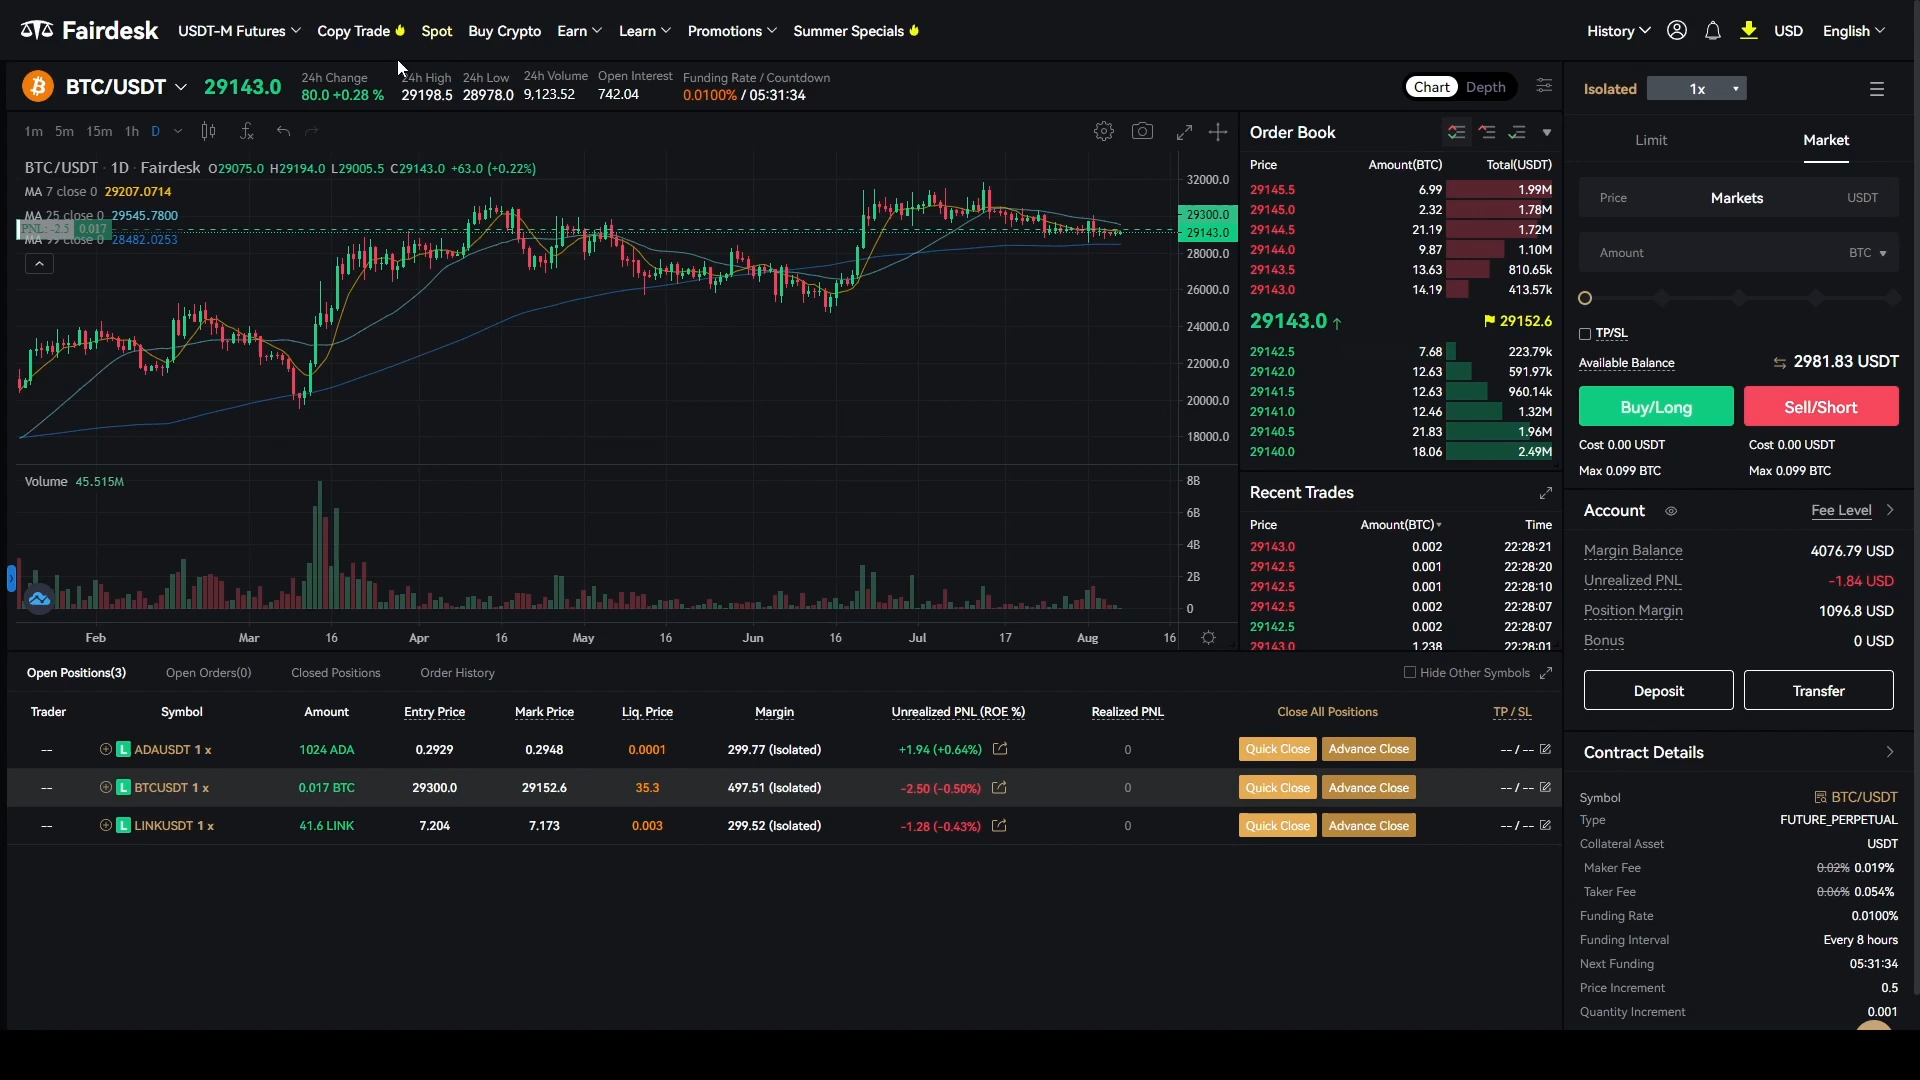 Fairdesk USDT-M Futures Copy Trade Spot Buy Crypto Earn Learn Promotions Summer Specials History USD English
BTC/USDT 29143.0
24h Change 24h High 24h Low 24h Volume Open Interest Funding Rate / Countdown
80.0 +0.28 % 29198.5 28978.0 9,123.52 742.04 0.0100% / 05:31:34
Chart Depth
1m 5m 15m 1h D
BTC/USDT · 1D · Fairdesk O29075.0 H29194.0 L29005.5 C29143.0 +63.0 (+0.22%)
MA 7 close 0 29207.0714
MA 25 close 0 29545.7800
PNL: -2.5 0.017
MA 99 close 0 28482.0253
32000.0
29300.0
29143.0
28000.0
26000.0
24000.0
22000.0
20000.0
18000.0
Volume 45.515M
8B
6B
4B
2B
0
Feb Mar 16 Apr 16 May 16 Jun 16 Jul 17 Aug 16
Order Book
Price Amount(BTC) Total(USDT)
29145.5 6.99 1.99M
29145.0 2.32 1.78M
29144.5 21.19 1.72M
29144.0 9.87 1.10M
29143.5 13.63 810.65k
29143.0 14.19 413.57k
29143.0 ↑ 29152.6
29142.5 7.68 223.79k
29142.0 12.63 591.97k
29141.5 12.63 960.14k
29141.0 12.46 1.32M
29140.5 21.83 1.96M
29140.0 18.06 2.49M
Recent Trades
Price Amount(BTC) Time
29143.0 0.002 22:28:21
29142.5 0.001 22:28:20
29142.5 0.001 22:28:10
29142.5 0.002 22:28:07
29142.5 0.002 22:28:07
29143.0 1.238 22:28:01
Isolated 1x
Limit Market
Price Markets USDT
Amount BTC
TP/SL
Available Balance 2981.83 USDT
Buy/Long Sell/Short
Cost 0.00 USDT Cost 0.00 USDT
Max 0.099 BTC Max 0.099 BTC
Account Fee Level
Margin Balance 4076.79 USD
Unrealized PNL -1.84 USD
Position Margin 1096.8 USD
Bonus 0 USD
Deposit Transfer
Contract Details
Symbol BTC/USDT
Type FUTURE_PERPETUAL
Collateral Asset USDT
Maker Fee 0.02% 0.019%
Taker Fee 0.06% 0.054%
Funding Rate 0.0100%
Funding Interval Every 8 hours
Next Funding 05:31:34
Price Increment 0.5
Quantity Increment 0.001
Open Positions(3) Open Orders(0) Closed Positions Order History Hide Other Symbols
Trader Symbol Amount Entry Price Mark Price Liq. Price Margin Unrealized PNL (ROE %) Realized PNL Close All Positions TP / SL
-- L ADAUSDT 1 x 1024 ADA 0.2929 0.2948 0.0001 299.77 (Isolated) +1.94 (+0.64%) 0 Quick Close Advance Close -- / --
-- L BTCUSDT 1 x 0.017 BTC 29300.0 29152.6 35.3 497.51 (Isolated) -2.50 (-0.50%) 0 Quick Close Advance Close -- / --
-- L LINKUSDT 1 x 41.6 LINK 7.204 7.173 0.003 299.52 (Isolated) -1.28 (-0.43%) 0 Quick Close Advance Close -- / --